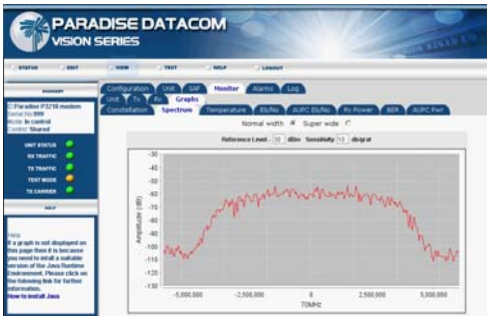 PARADISE DATACOM
VISION SERIES
STATUS EDIT VIEW TEST HELP LOGOUT
SUMMARY
Paradise P3210 modem
Serial No:999
Mode: In control
Control: Shared
UNIT STATUS
RX TRAFFIC
TX TRAFFIC
TEST MODE
TX CARRIER
HELP
Help
If a graph is not displayed on
this page then it is because
you need to intall a suitable
version of the Java Runtime
Environment. Please click on
the following link for further
information.
How to install Java
Configuration Unit SAF Monitor Alarms Log
Unit Tx Rx Graphs
Constellation Spectrum Temperature Eb/No AUPC Eb/No Rx Power BER AUPC Pwr
Normal width Super wide
Reference Level - 30 dBm Sensitivity 10 db/grat
Amplitude (dB)
-30
-40
-50
-60
-70
-80
-90
-100
-110
-120
-130
-5,000,000 -2,500,000 0 2,500,000 5,000,000
70MHz